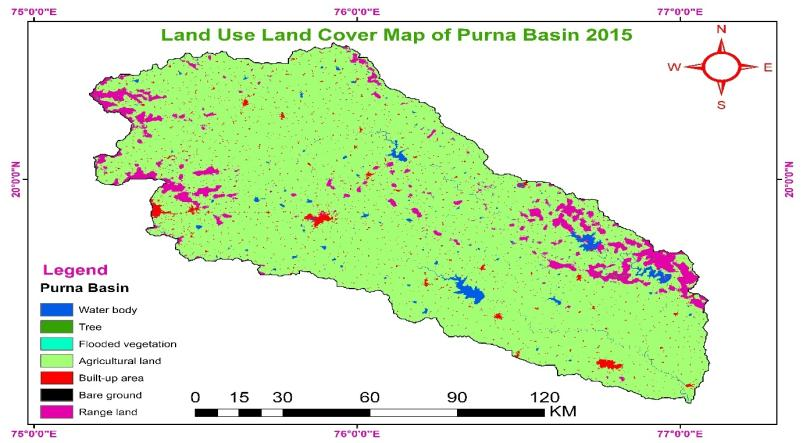 75°0'0"E 76°0'0"E 77°0'0"E
Land Use Land Cover Map of Purna Basin 2015
N
W E
S
20°0'0"N 20°0'0"N
Legend
Purna Basin
Water body
Tree
Flooded vegetation
Agricultural land
Built-up area
Bare ground
Range land
0 15 30 60 90 120
KM
75°0'0"E 76°0'0"E 77°0'0"E